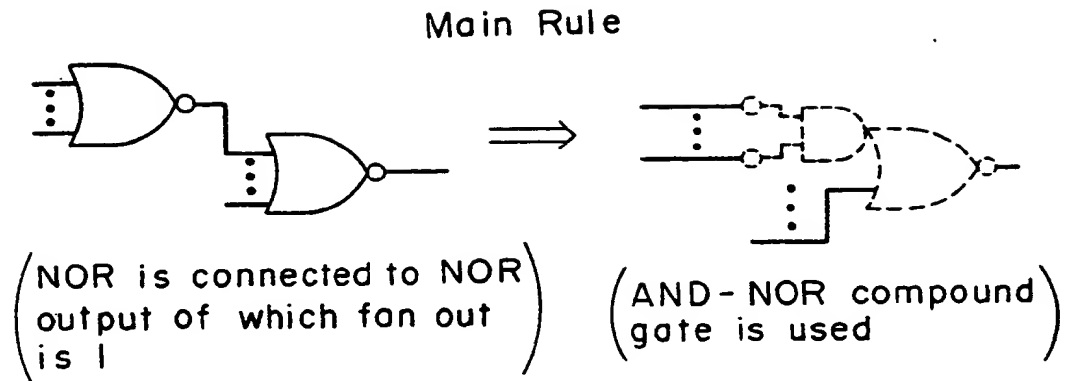 Main Rule
(NOR is connected to NOR
output of which fan out
is 1)
(AND-NOR compound
gate is used)